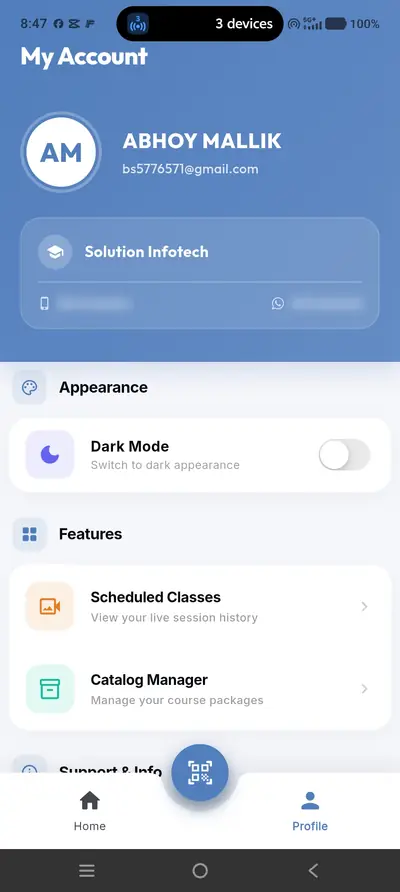 8:47
3
3 devices
5G+
100%
My Account
AM
ABHOY MALLIK
bs5776571@gmail.com
Solution Infotech
Appearance
Dark Mode
Switch to dark appearance
Features
Scheduled Classes
View your live session history
Catalog Manager
Manage your course packages
Support & Info
Home
Profile